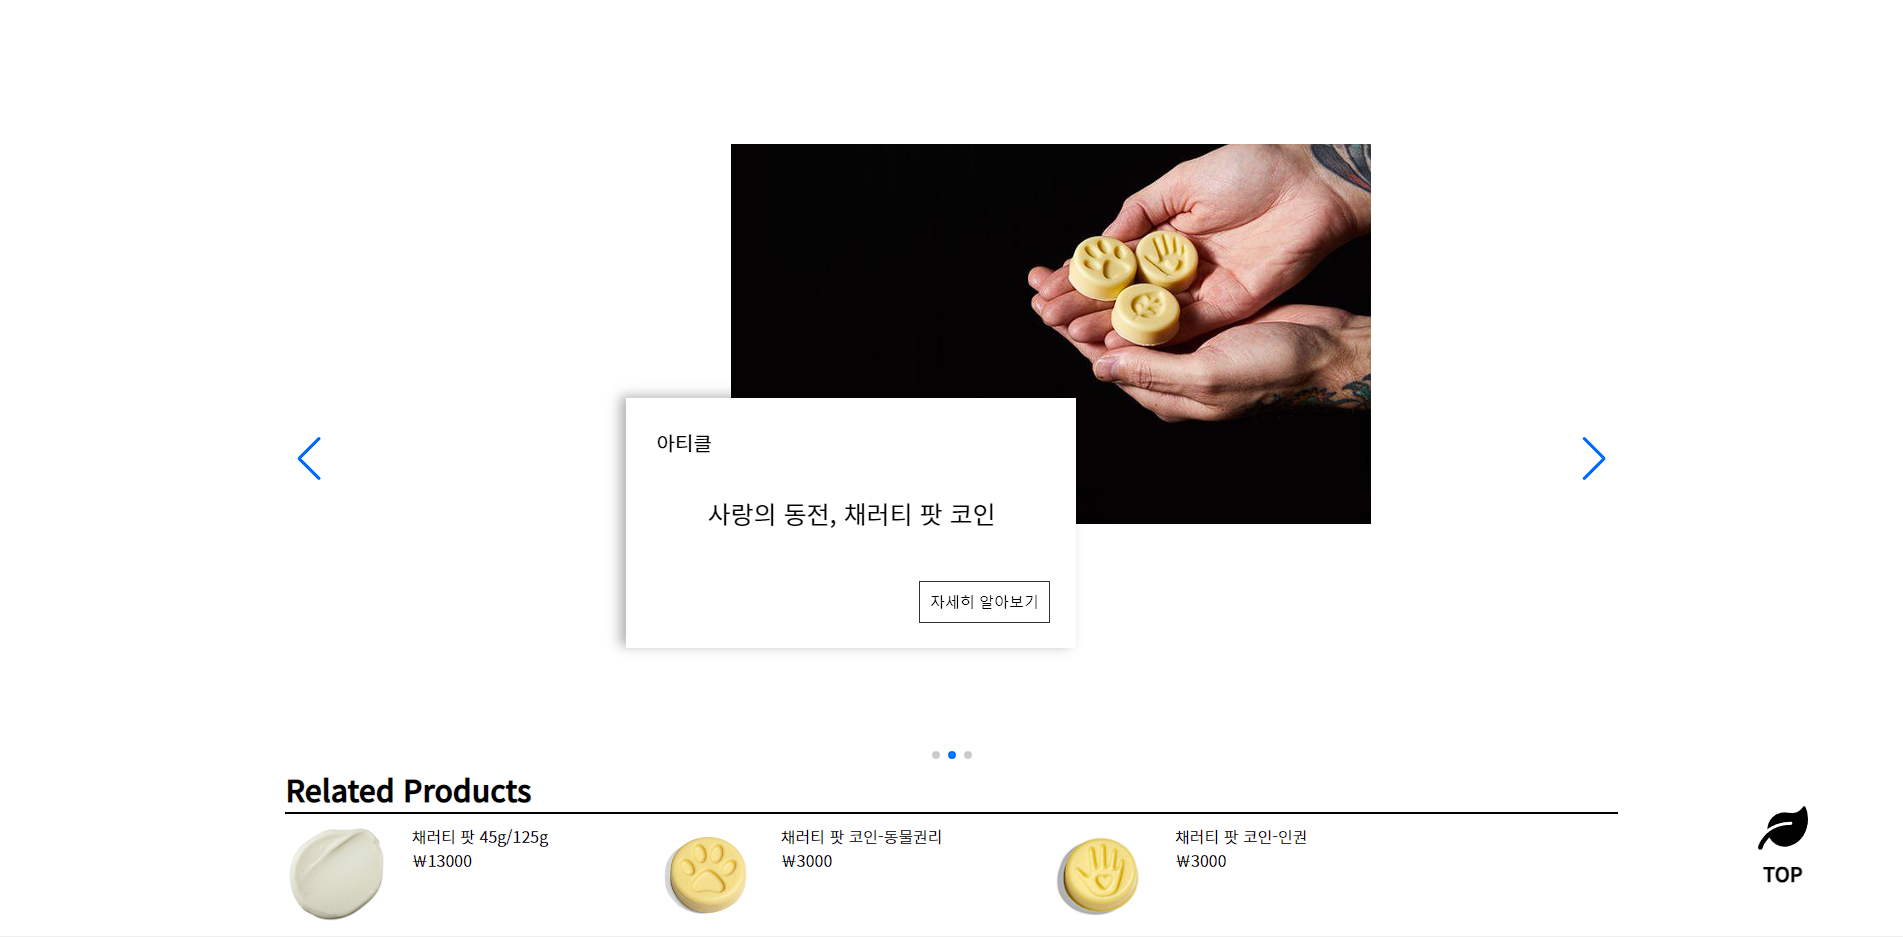 아티클
사랑의 동전, 채러티 팟 코인
자세히 알아보기
Related Products
채러티 팟 45g/125g
₩13000
채러티 팟 코인-동물권리
₩3000
채러티 팟 코인-인권
₩3000
TOP